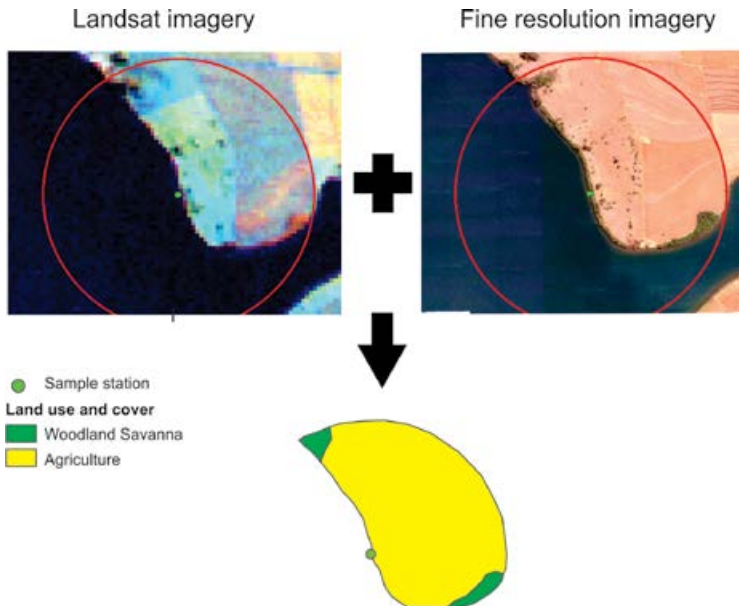 Landsat imagery
Fine resolution imagery
Sample station
Land use and cover
Woodland Savanna
Agriculture